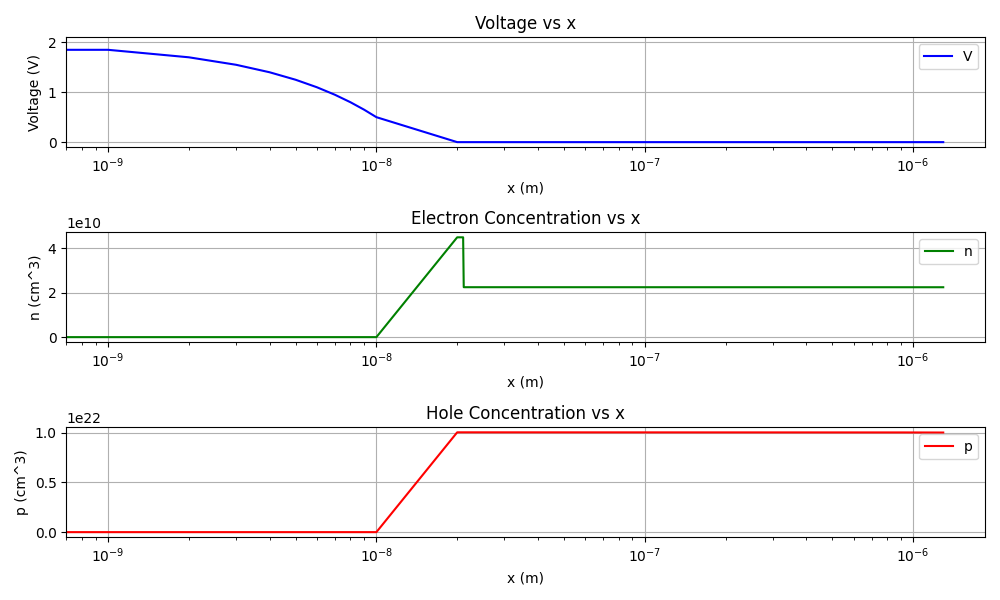 Voltage vs x
Voltage (V)
2
1
0
V
10⁻⁹ 10⁻⁸ 10⁻⁷ 10⁻⁶
x (m)
Electron Concentration vs x
1e10
n (cm^3)
4
2
0
n
10⁻⁹ 10⁻⁸ 10⁻⁷ 10⁻⁶
x (m)
Hole Concentration vs x
1e22
p (cm^3)
1.0
0.5
0.0
p
10⁻⁹ 10⁻⁸ 10⁻⁷ 10⁻⁶
x (m)